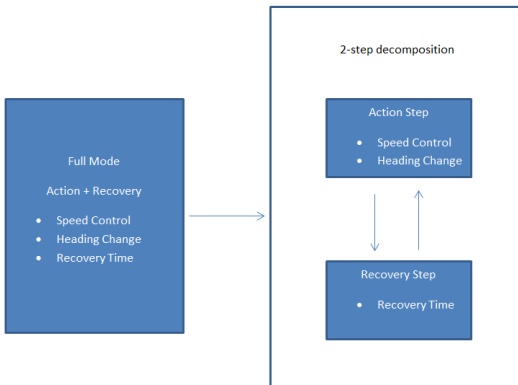 2-step decomposition
Full Mode
Action + Recovery
• Speed Control
• Heading Change
• Recovery Time
Action Step
• Speed Control
• Heading Change
Recovery Step
• Recovery Time